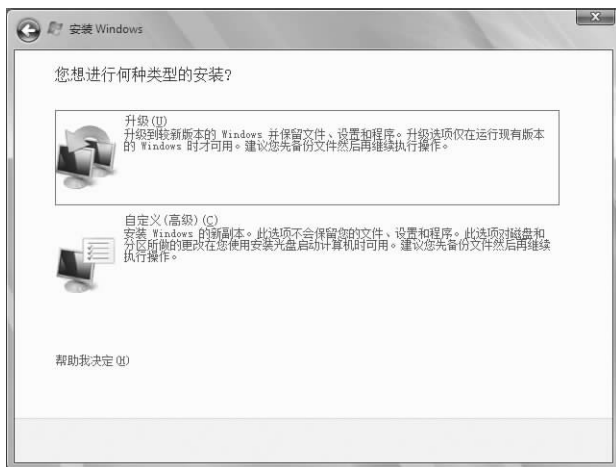 安装 Windows
您想进行何种类型的安装?
升级(U)
升级到较新版本的 Windows 并保留文件、设置和程序。升级选项仅在运行现有版本
的 Windows 时才可用。建议您先备份文件然后再继续执行操作。
自定义(高级)(C)
安装 Windows 的新副本。此选项不会保留您的文件、设置和程序。此选项对磁盘和
分区所做的更改在您使用安装光盘启动计算机时可用。建议您先备份文件然后再继续
执行操作。
帮助我决定(H)